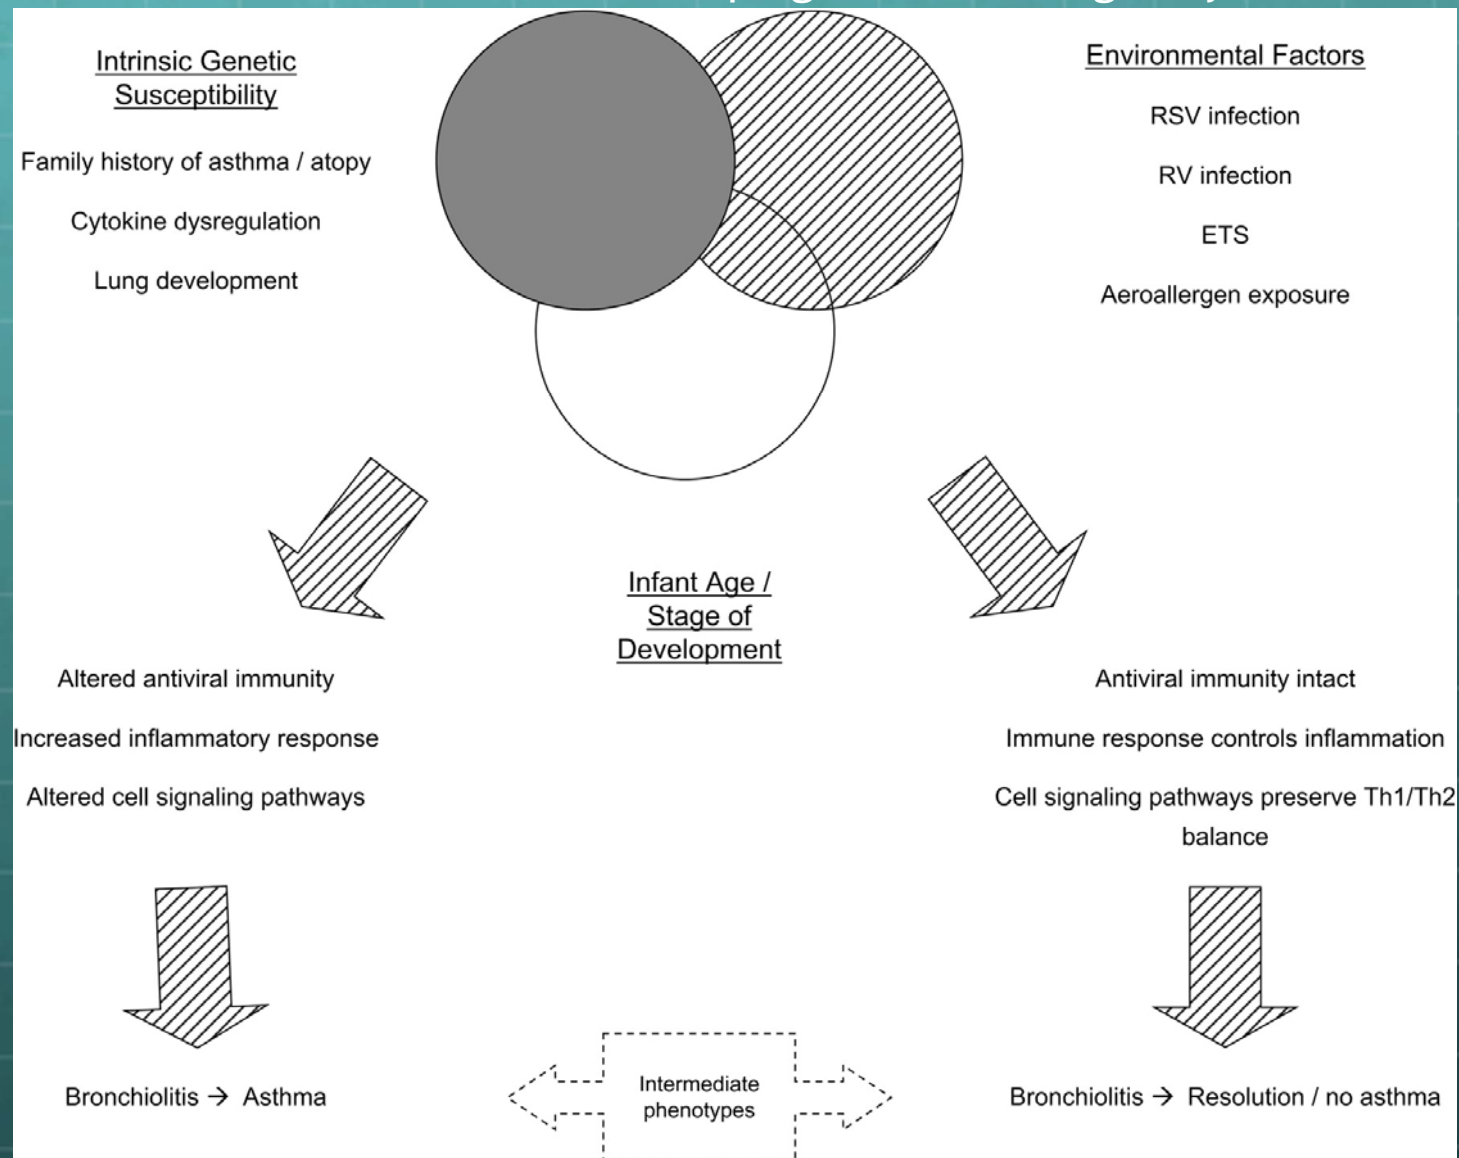 Intrinsic Genetic
Susceptibility
Family history of asthma / atopy
Cytokine dysregulation
Lung development
Environmental Factors
RSV infection
RV infection
ETS
Aeroallergen exposure
Infant Age /
Stage of
Development
Altered antiviral immunity
Increased inflammatory response
Altered cell signaling pathways
Antiviral immunity intact
Immune response controls inflammation
Cell signaling pathways preserve Th1/Th2
balance
Bronchiolitis → Asthma
Intermediate
phenotypes
Bronchiolitis → Resolution / no asthma